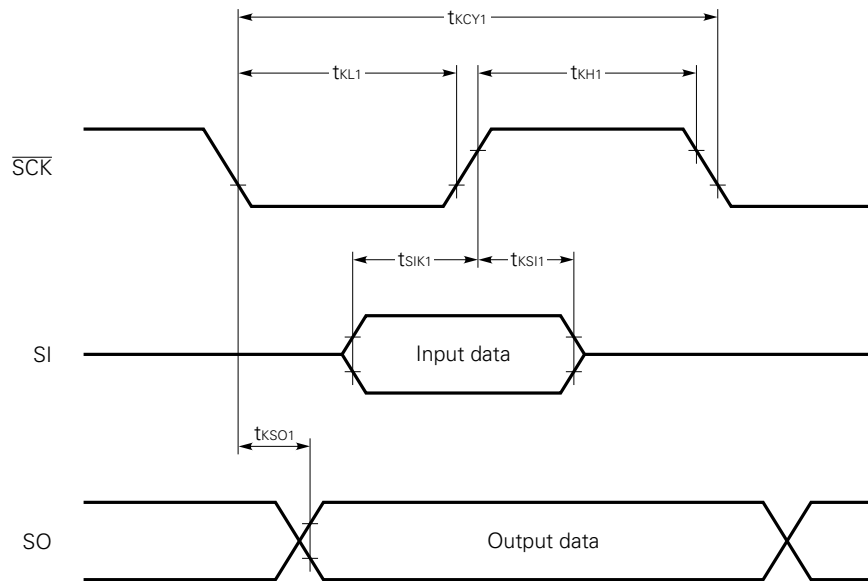 tKCY1
tKL1
tKH1
SCK
tSIK1
tKSI1
SI
Input data
tKSO1
SO
Output data